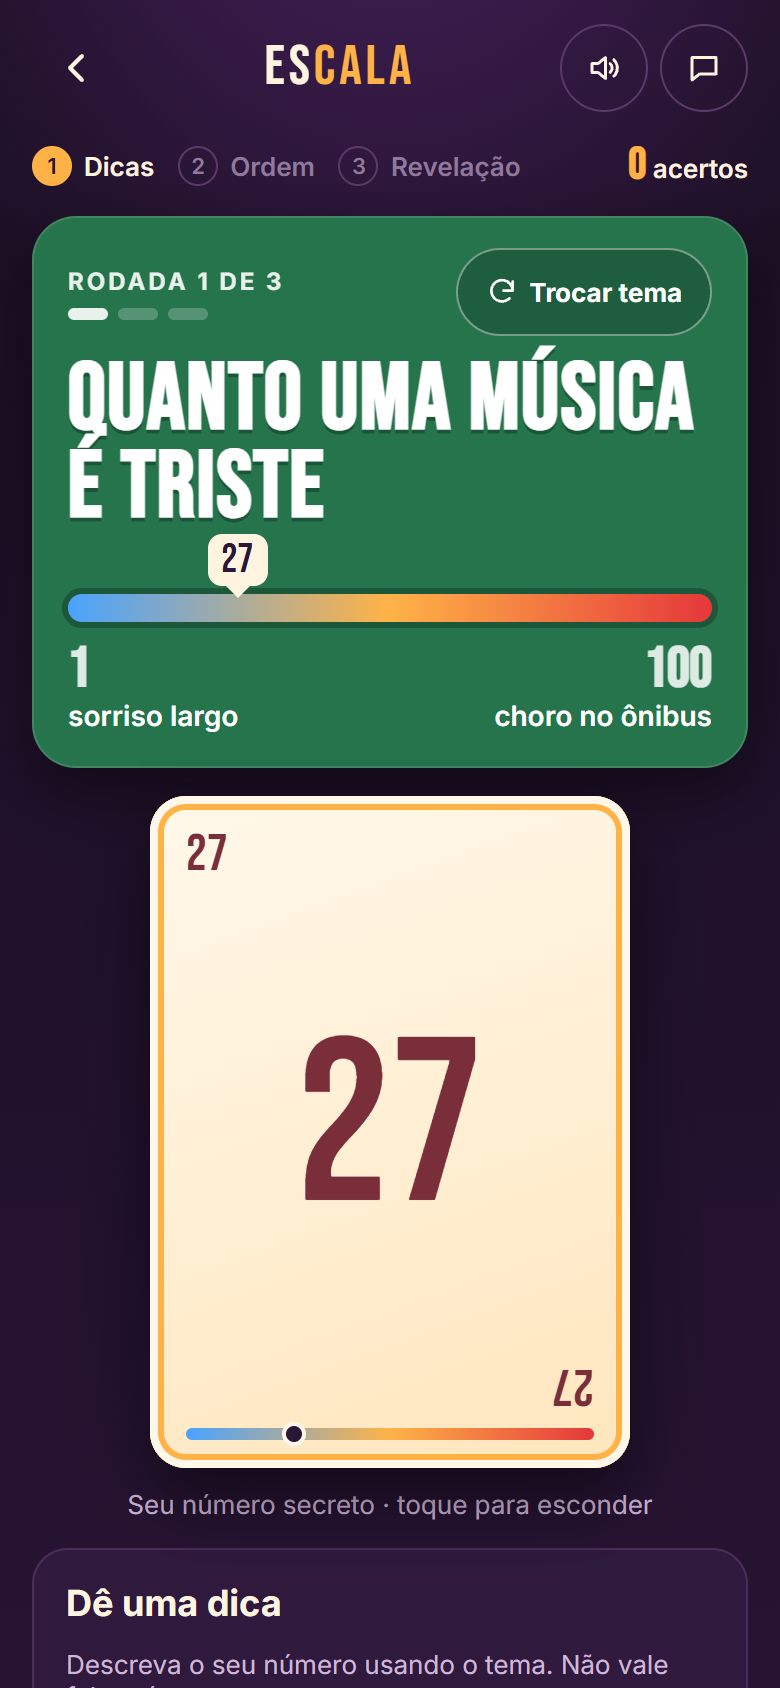 ESCALA
1 Dicas 2 Ordem 3 Revelação 0 acertos
RODADA 1 DE 3
Trocar tema
QUANTO UMA MÚSICA
É TRISTE
27
1 100
sorriso largo choro no ônibus
27
27
27
Seu número secreto · toque para esconder
Dê uma dica
Descreva o seu número usando o tema. Não vale